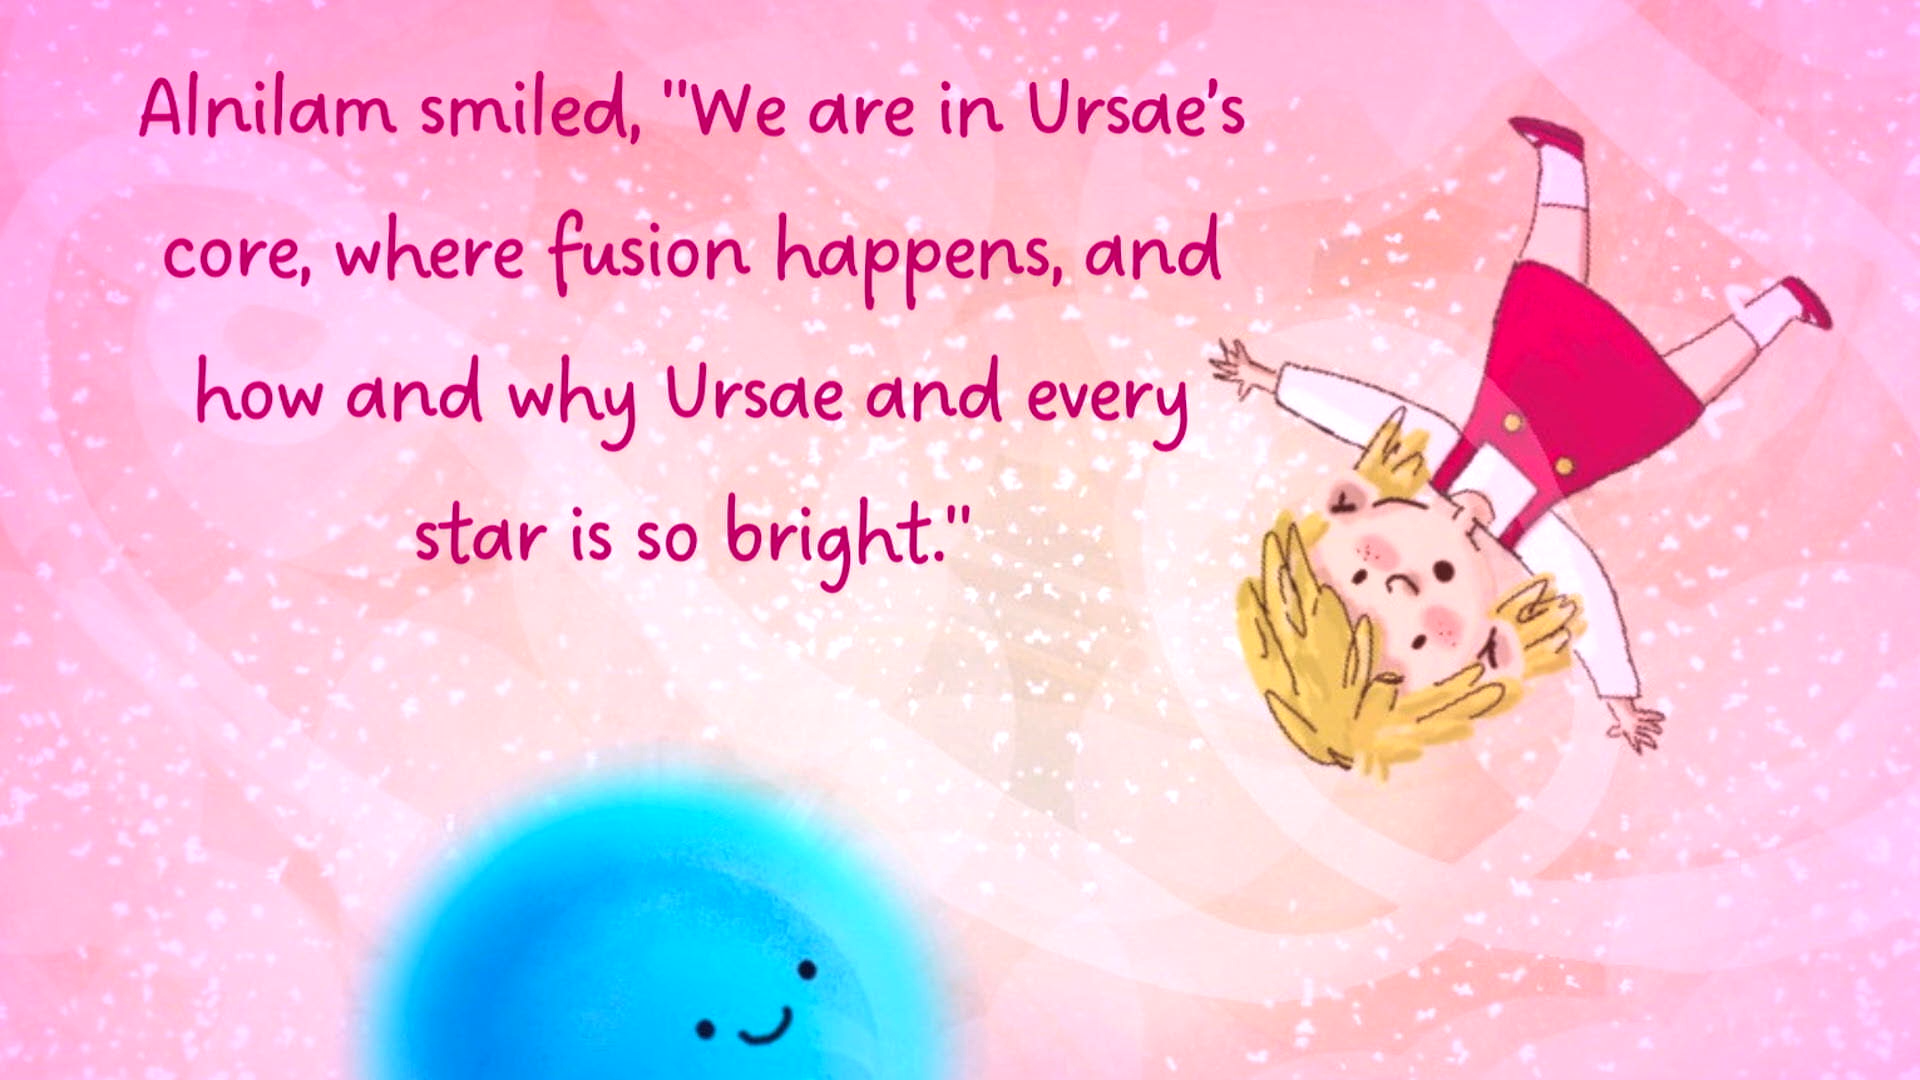 Alnilam smiled, "We are in Ursae's
core, where fusion happens, and
how and why Ursae and every
star is so bright."